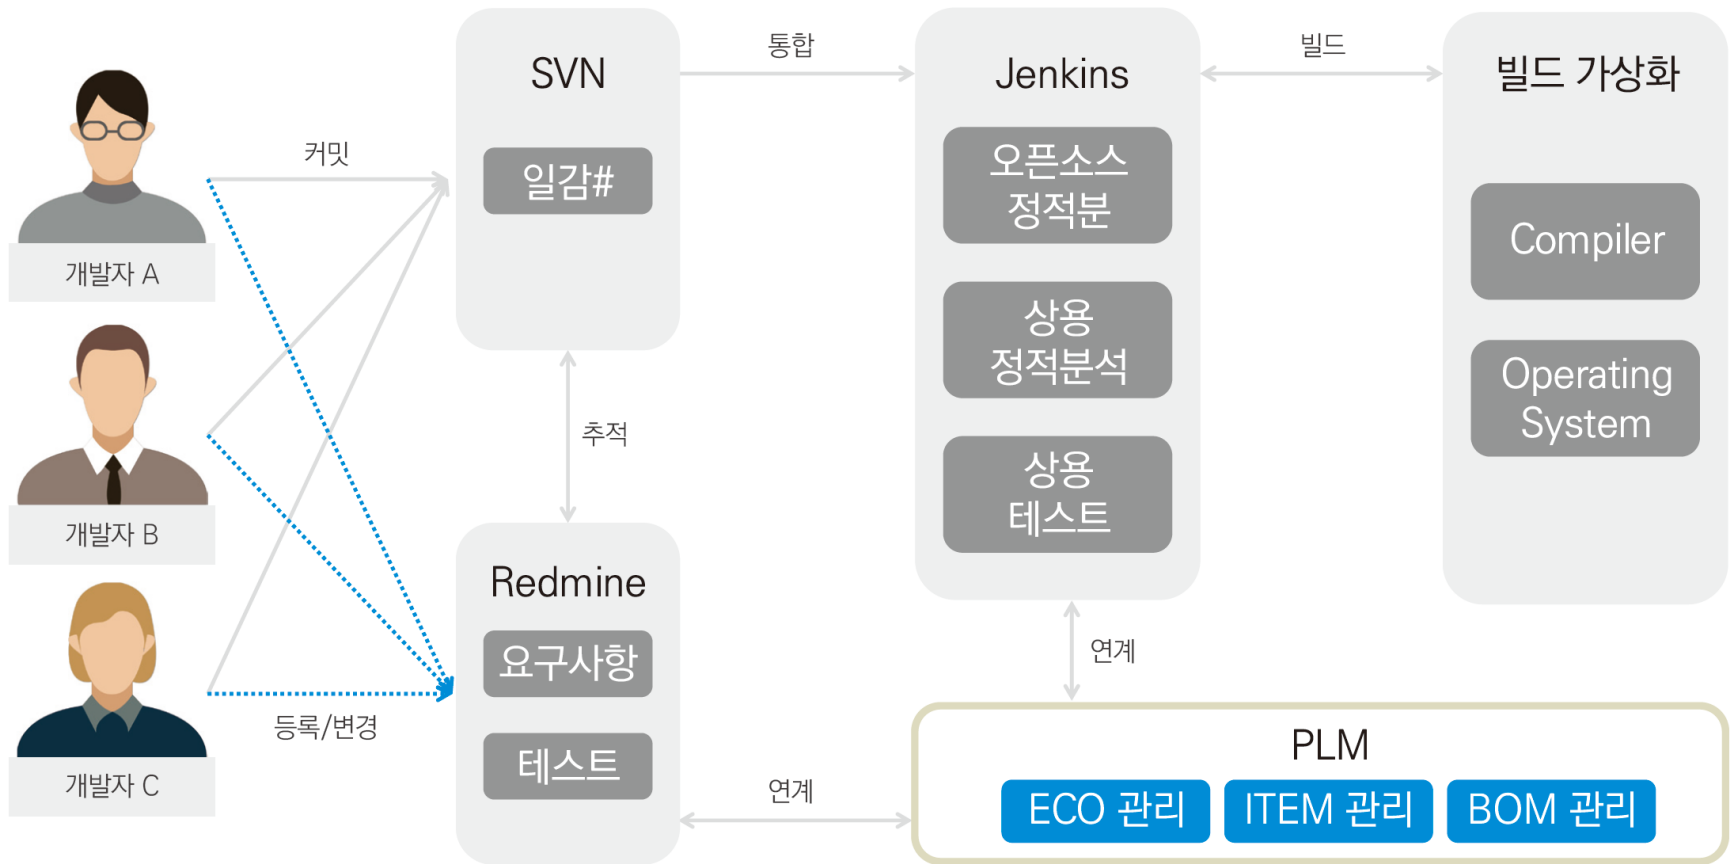 개발자 A
개발자 B
개발자 C
커밋
등록/변경
SVN
일감#
추적
Redmine
요구사항
테스트
통합
연계
Jenkins
오픈소스
정적분
상용
정적분석
상용
테스트
빌드
연계
빌드 가상화
Compiler
Operating
System
PLM
ECO 관리
ITEM 관리
BOM 관리